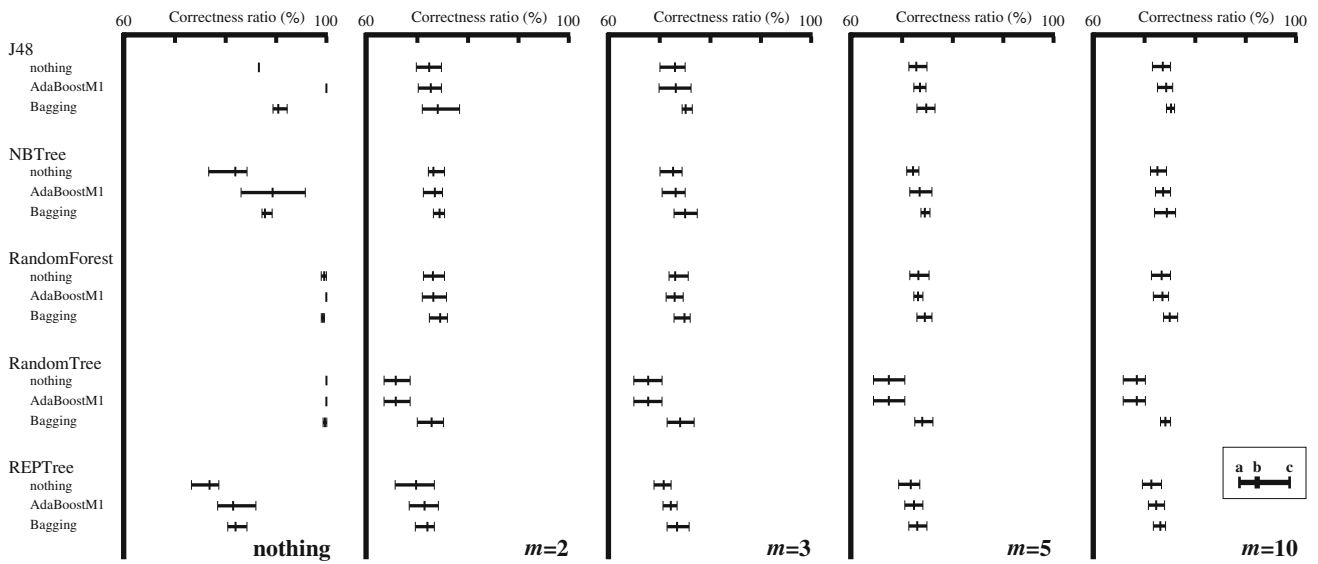 Correctness ratio (%) Correctness ratio (%) Correctness ratio (%) Correctness ratio (%) Correctness ratio (%)
60 100 60 100 60 100 60 100 60 100
J48
nothing
AdaBoostM1
Bagging
NBTree
nothing
AdaBoostM1
Bagging
RandomForest
nothing
AdaBoostM1
Bagging
RandomTree
nothing
AdaBoostM1
Bagging
REPTree
nothing
AdaBoostM1
Bagging
a b c
nothing m=2 m=3 m=5 m=10